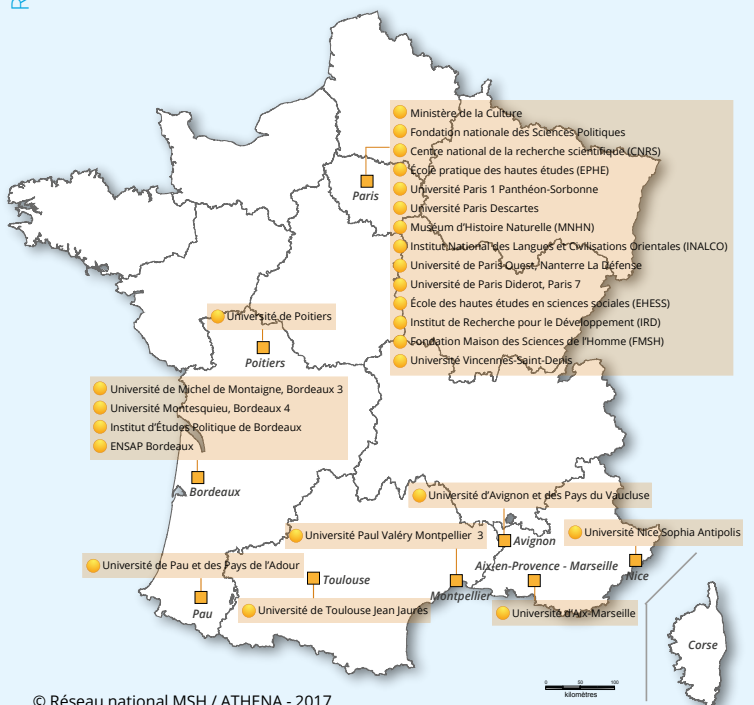 R
Ministère de la Culture
Fondation nationale des Sciences Politiques
Centre national de la recherche scientifique (CNRS)
École pratique des hautes études (EPHE)
Université Paris 1 Panthéon-Sorbonne
Université Paris Descartes
Muséum d'Histoire Naturelle (MNHN)
Institut National des Langues et Civilisations Orientales (INALCO)
Université de Paris Ouest, Nanterre La Défense
Université de Paris Diderot, Paris 7
École des hautes études en sciences sociales (EHESS)
Institut de Recherche pour le Développement (IRD)
Fondation Maison des Sciences de l'Homme (FMSH)
Université Vincennes-Saint-Denis
Paris
Université de Poitiers
Poitiers
Université de Michel de Montaigne, Bordeaux 3
Université Montesquieu, Bordeaux 4
Institut d'Études Politique de Bordeaux
ENSAP Bordeaux
Bordeaux
Université d'Avignon et des Pays du Vaucluse
Avignon
Université Paul Valéry Montpellier 3
Montpellier
Université Nice Sophia Antipolis
Nice
Aix-en-Provence - Marseille
Université d'Aix-Marseille
Université de Pau et des Pays de l'Adour
Pau
Toulouse
Université de Toulouse Jean Jaurès
Corse
0 50 100
kilomètres
© Réseau national MSH / ATHENA - 2017